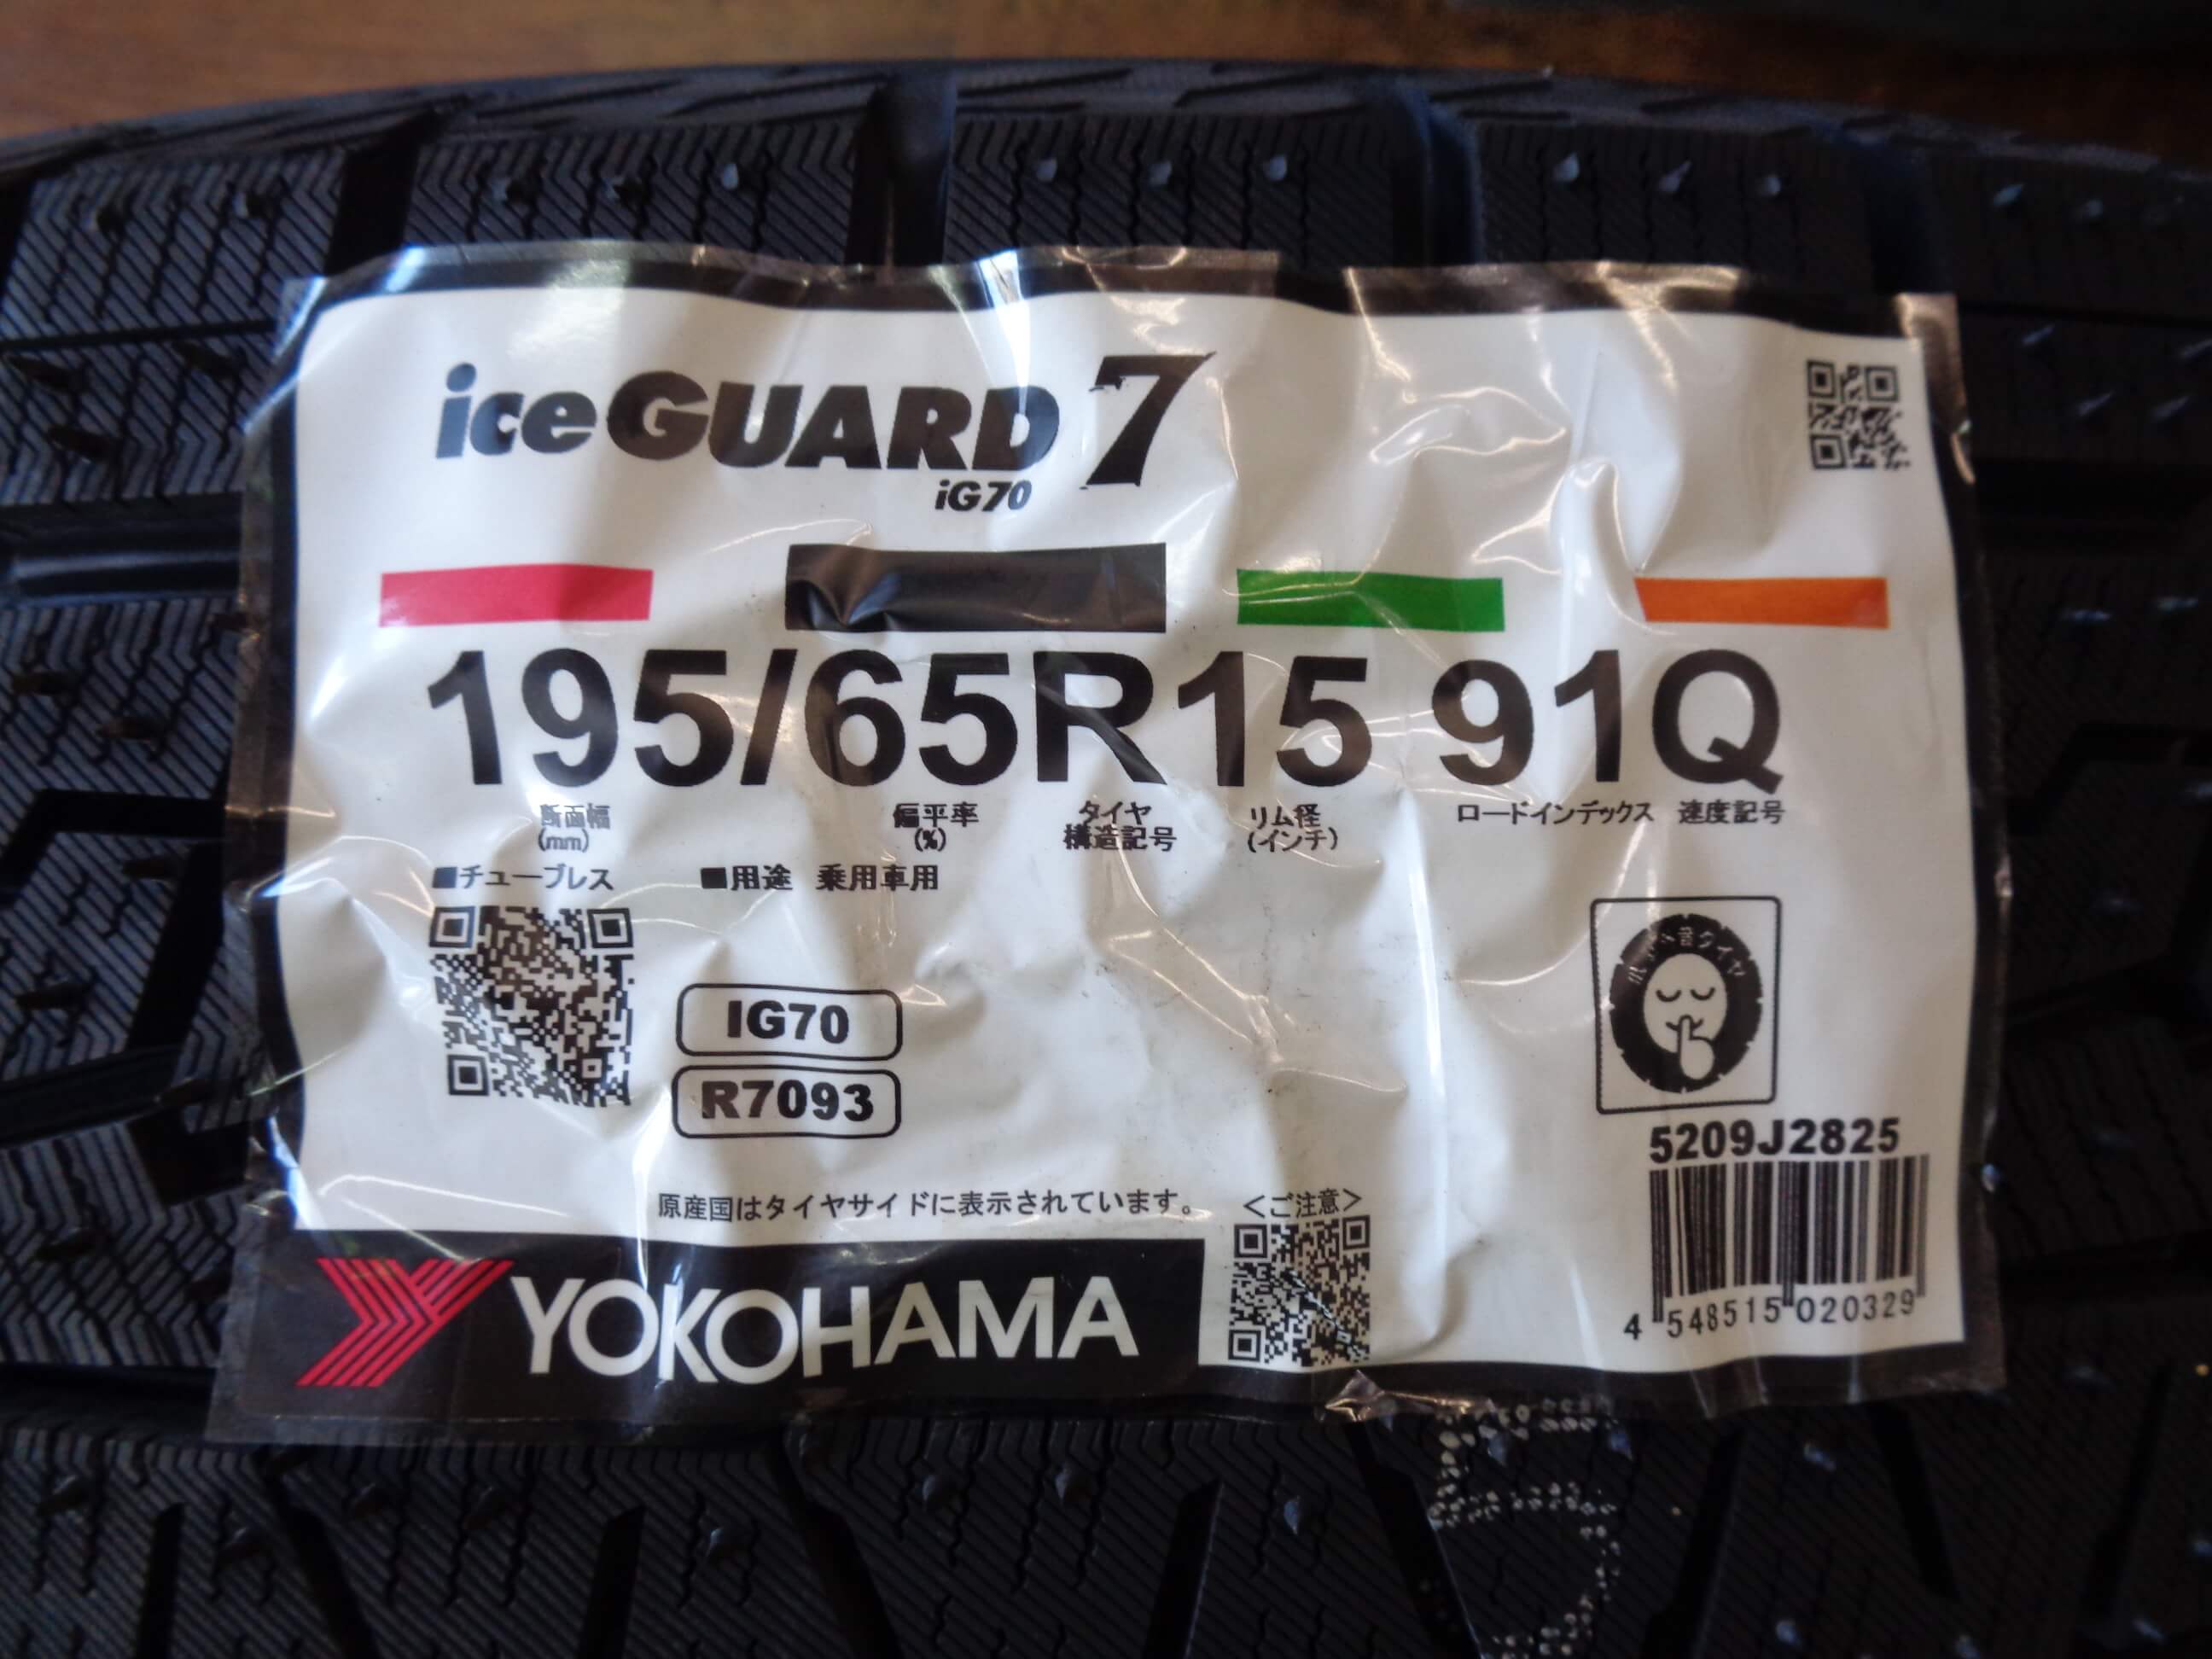 iceGUARD 7
iG70
195/65R15 91Q
断面幅 偏平率 タイヤ リム径 ロードインデックス 速度記号
(mm) (%) 構造記号 (インチ)
■チューブレス ■用途 乗用車用
IG70
R7093
5209J2825
原産国はタイヤサイドに表示されています。 <ご注意>
4 548515 020329
YOKOHAMA